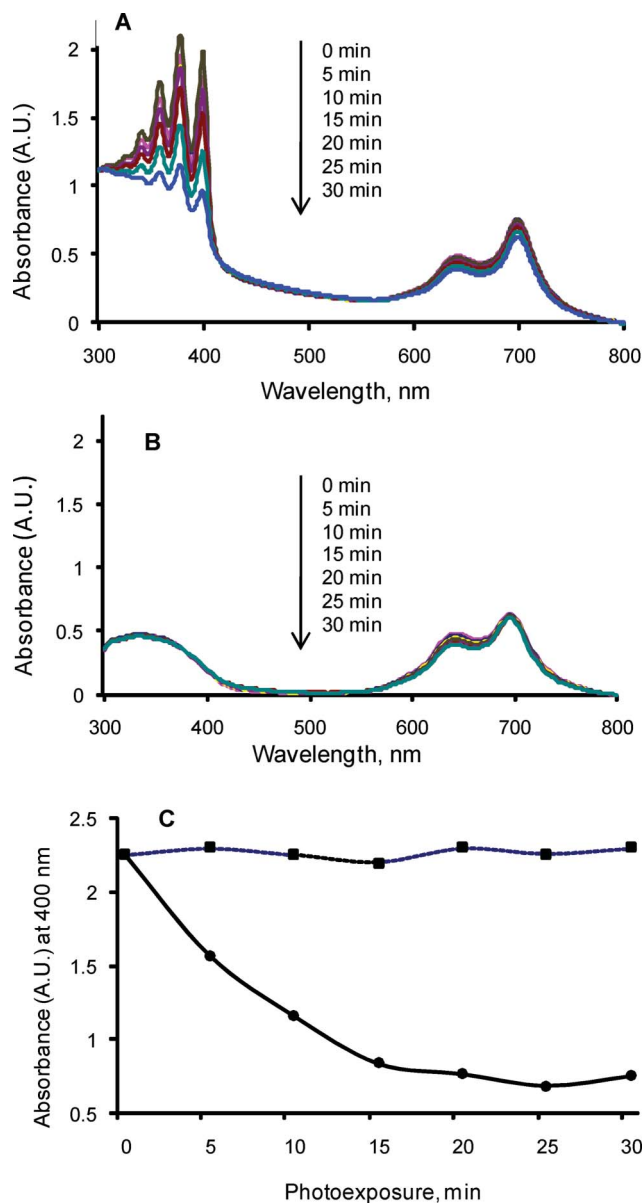 A
Absorbance (A.U.)
2
1.5
1
0.5
0
0 min
5 min
10 min
15 min
20 min
25 min
30 min
300 400 500 600 700 800
Wavelength, nm
B
Absorbance (A.U.)
2
1.5
1
0.5
0
0 min
5 min
10 min
15 min
20 min
25 min
30 min
300 400 500 600 700 800
Wavelength, nm
C
Absorbance (A.U.) at 400 nm
2.5
2
1.5
1
0.5
0 5 10 15 20 25 30
Photoexposure, min